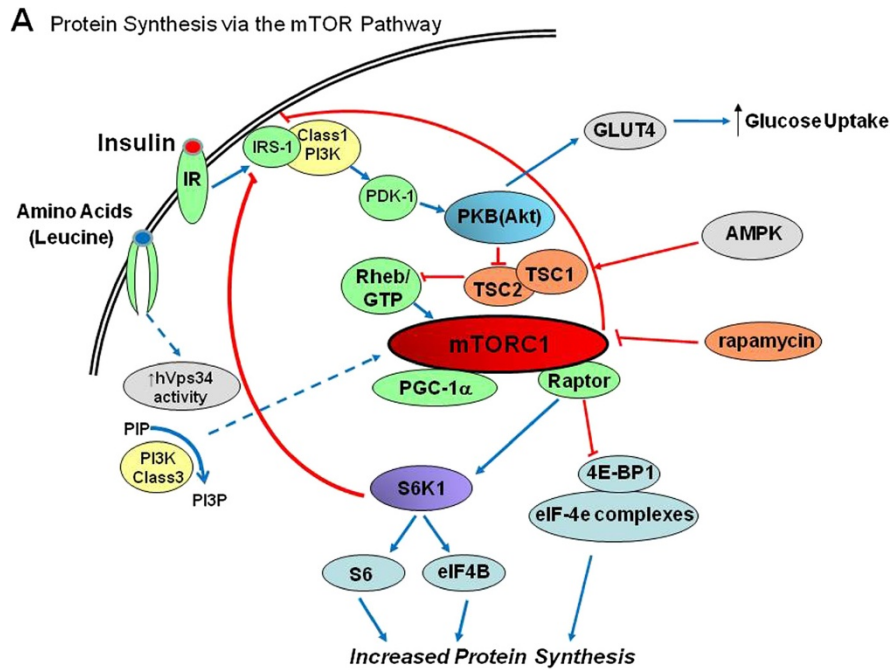 A Protein Synthesis via the mTOR Pathway
Insulin
IR
IRS-1
Class1
PI3K
PDK-1
PKB(Akt)
GLUT4
↑ Glucose Uptake
Amino Acids
(Leucine)
AMPK
Rheb/
GTP
TSC2
TSC1
mTORC1
rapamycin
PGC-1α
Raptor
↑hVps34
activity
PIP
PI3K
Class3
PI3P
S6K1
4E-BP1
eIF-4e complexes
S6
eIF4B
Increased Protein Synthesis